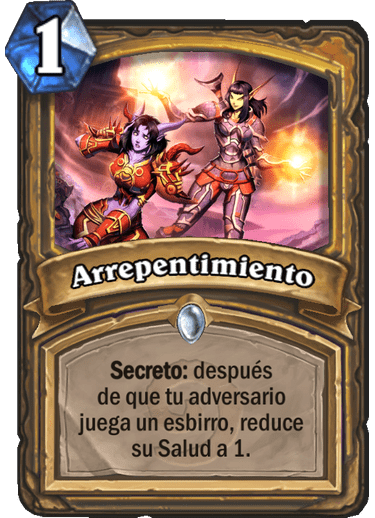 1
Arrepentimiento
Secreto: después
de que tu adversario
juega un esbirro, reduce
su Salud a 1.